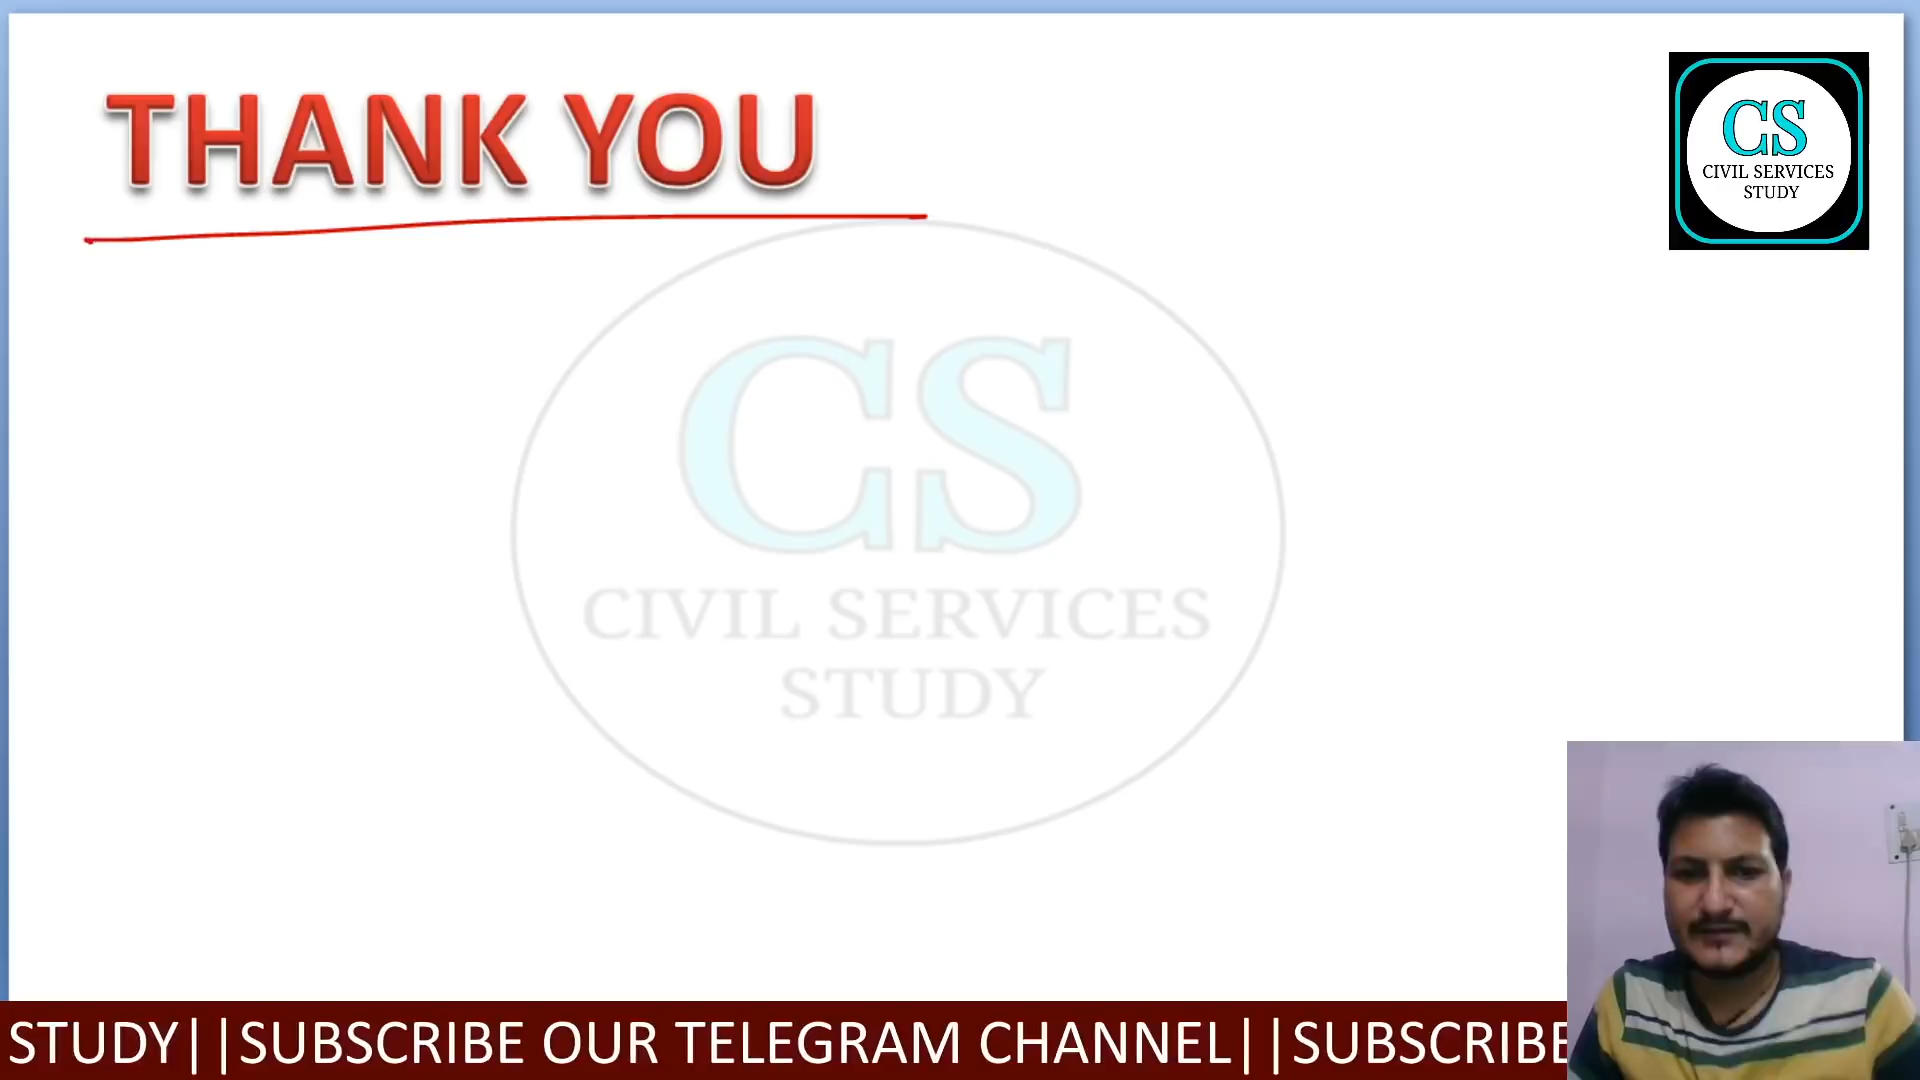 THANK YOU
CS
CIVIL SERVICES
STUDY
CS
CIVIL SERVICES
STUDY
STUDY||SUBSCRIBE OUR TELEGRAM CHANNEL||SUBSCRIBE